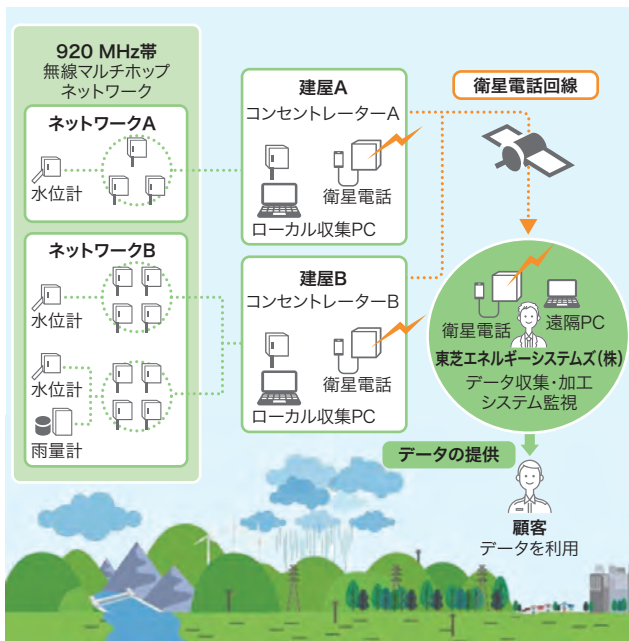 920 MHz帯
無線マルチホップ
ネットワーク
ネットワークA
水位計
ネットワークB
水位計
水位計
雨量計
建屋A
コンセントレーターA
衛星電話
ローカル収集PC
建屋B
コンセントレーターB
衛星電話
ローカル収集PC
衛星電話回線
衛星電話
遠隔PC
東芝エネルギーシステムズ(株)
データ収集・加工
システム監視
データの提供
顧客
データを利用